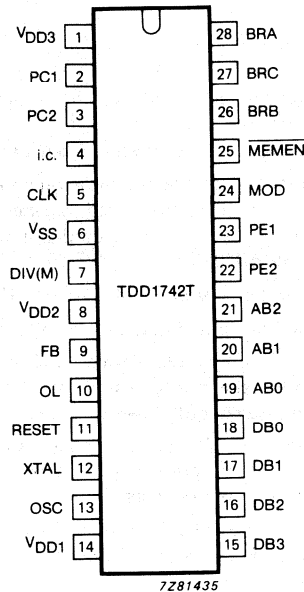 VDD3 1 28 BRA
PC1 2 27 BRC
PC2 3 26 BRB
i.c. 4 25 MEMEN
CLK 5 24 MOD
VSS 6 23 PE1
DIV(M) 7 22 PE2
VDD2 8 21 AB2
TDD1742T
FB 9 20 AB1
OL 10 19 AB0
RESET 11 18 DB0
XTAL 12 17 DB1
OSC 13 16 DB2
VDD1 14 15 DB3
7Z81435